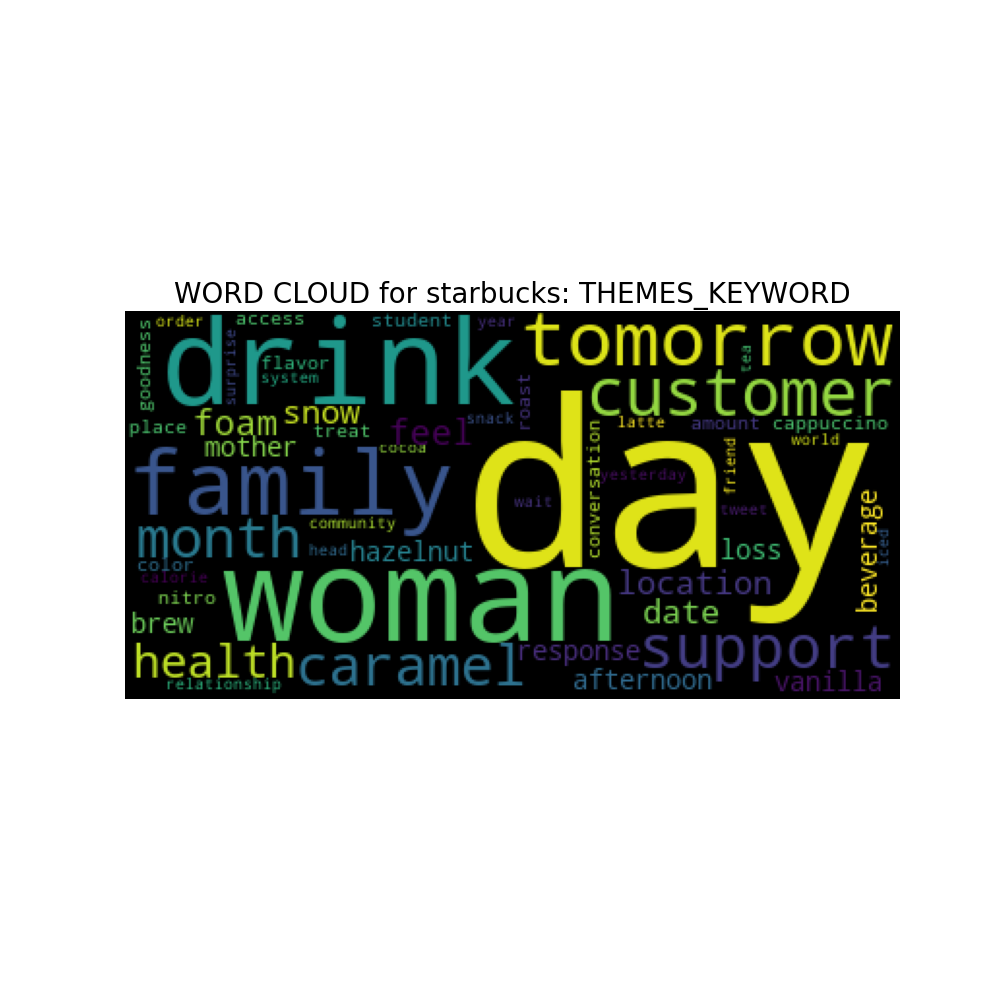 WORD CLOUD for starbucks: THEMES_KEYWORD
order
access
student
year
drink
tomorrow
goodness
surprise
flavor
system
tea
customer
roast
snack
place
foam
snow
treat
feel
latte
amount
cappuccino
mother
cocoa
world
family
day
conversation
yesterday
friend
wait
tweet
beverage
iced
month
community
head
hazelnut
loss
color
calorie
nitro
woman
location
date
brew
health
caramel
response
support
relationship
afternoon
vanilla